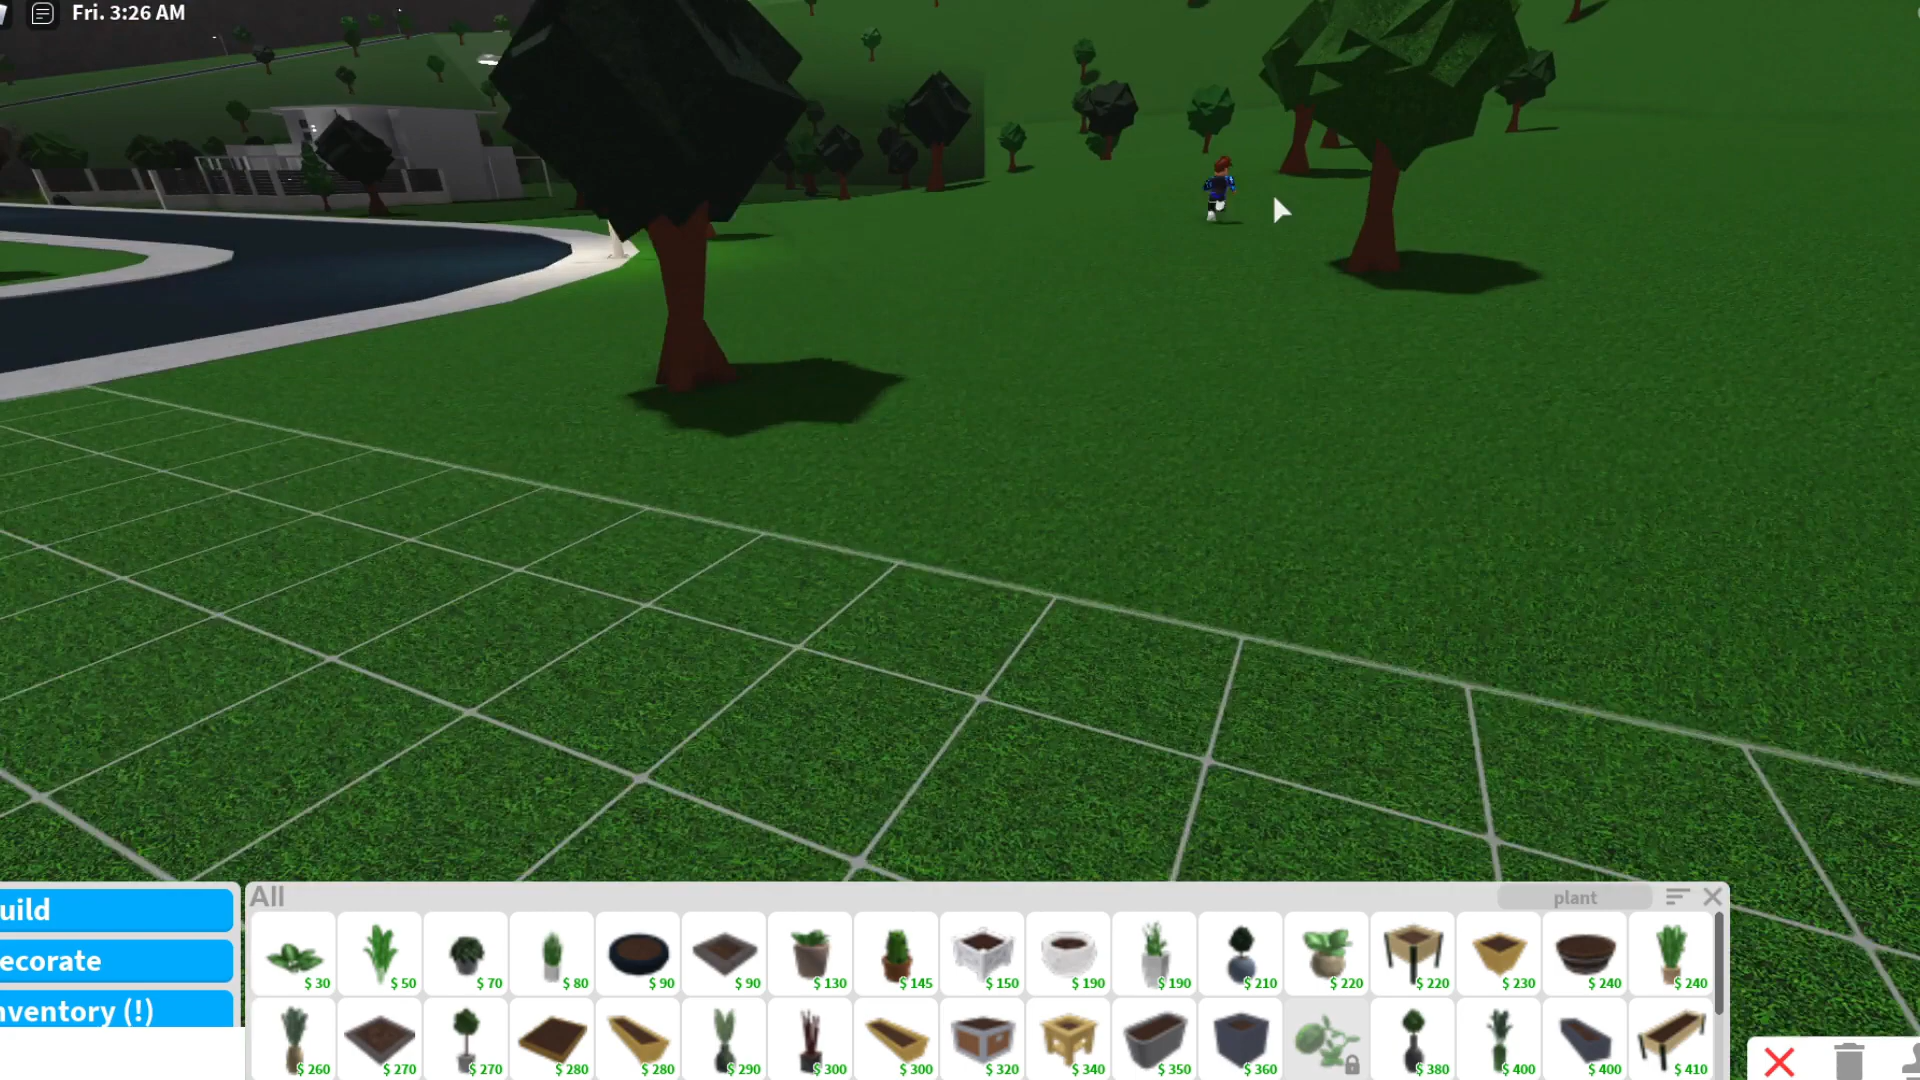 Fri. 3:26 AM
uild
ecorate
nventory (!)
All
plant
$ 30 $ 50 $ 70 $ 80 $ 90 $ 90 $ 130 $ 145 $ 150 $ 190 $ 190 $ 210 $ 220 $ 220 $ 230 $ 240 $ 240
$ 260 $ 270 $ 270 $ 280 $ 280 $ 290 $ 300 $ 300 $ 320 $ 340 $ 350 $ 360 $ 380 $ 400 $ 400 $ 410